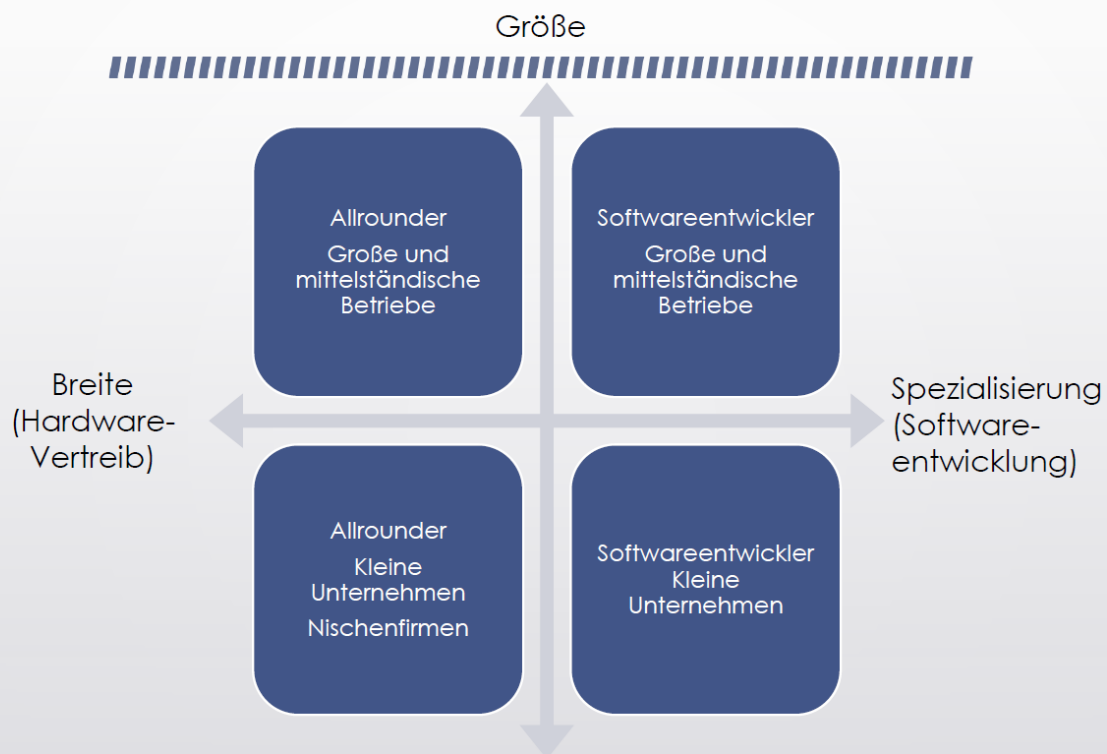 Größe
Allrounder
Große und
mittelständische
Betriebe
Softwareentwickler
Große und
mittelständische
Betriebe
Breite
(Hardware-
Vertreib)
Spezialisierung
(Software-
entwicklung)
Allrounder
Kleine
Unternehmen
Nischenfirmen
Softwareentwickler
Kleine
Unternehmen